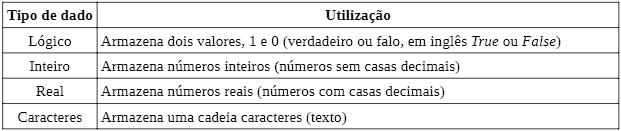 Tipo de dado Utilização
Lógico Armazena dois valores, 1 e 0 (verdadeiro ou falo, em inglês True ou False)
Inteiro Armazena números inteiros (números sem casas decimais)
Real Armazena números reais (números com casas decimais)
Caracteres Armazena uma cadeia caracteres (texto)